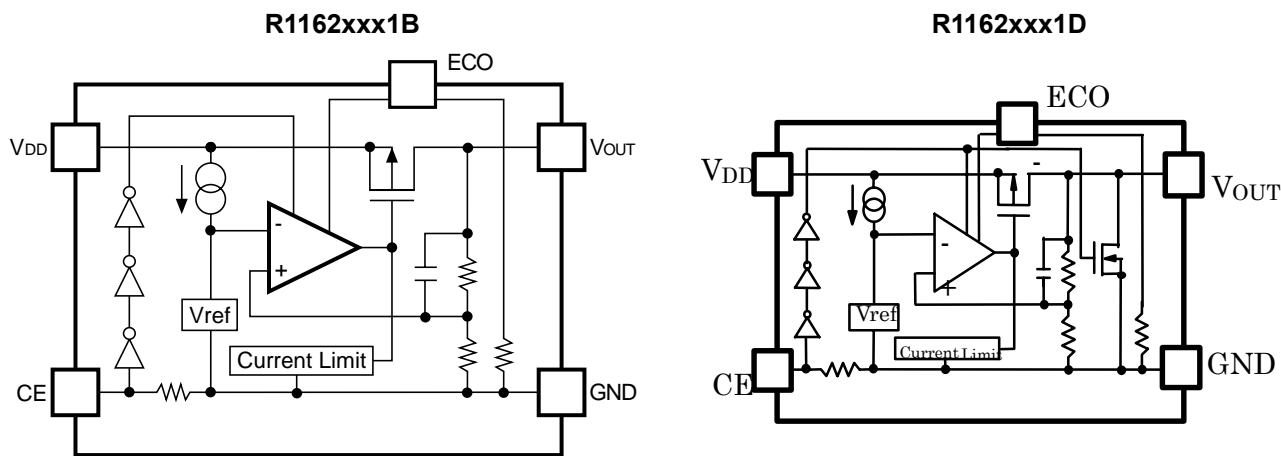 R1162xxx1B
ECO
VDD
VOUT
-
+
Vref
Current Limit
CE
GND
R1162xxx1D
ECO
VDD
-
VOUT
-
+
Vref
Current Limit
CE
GND